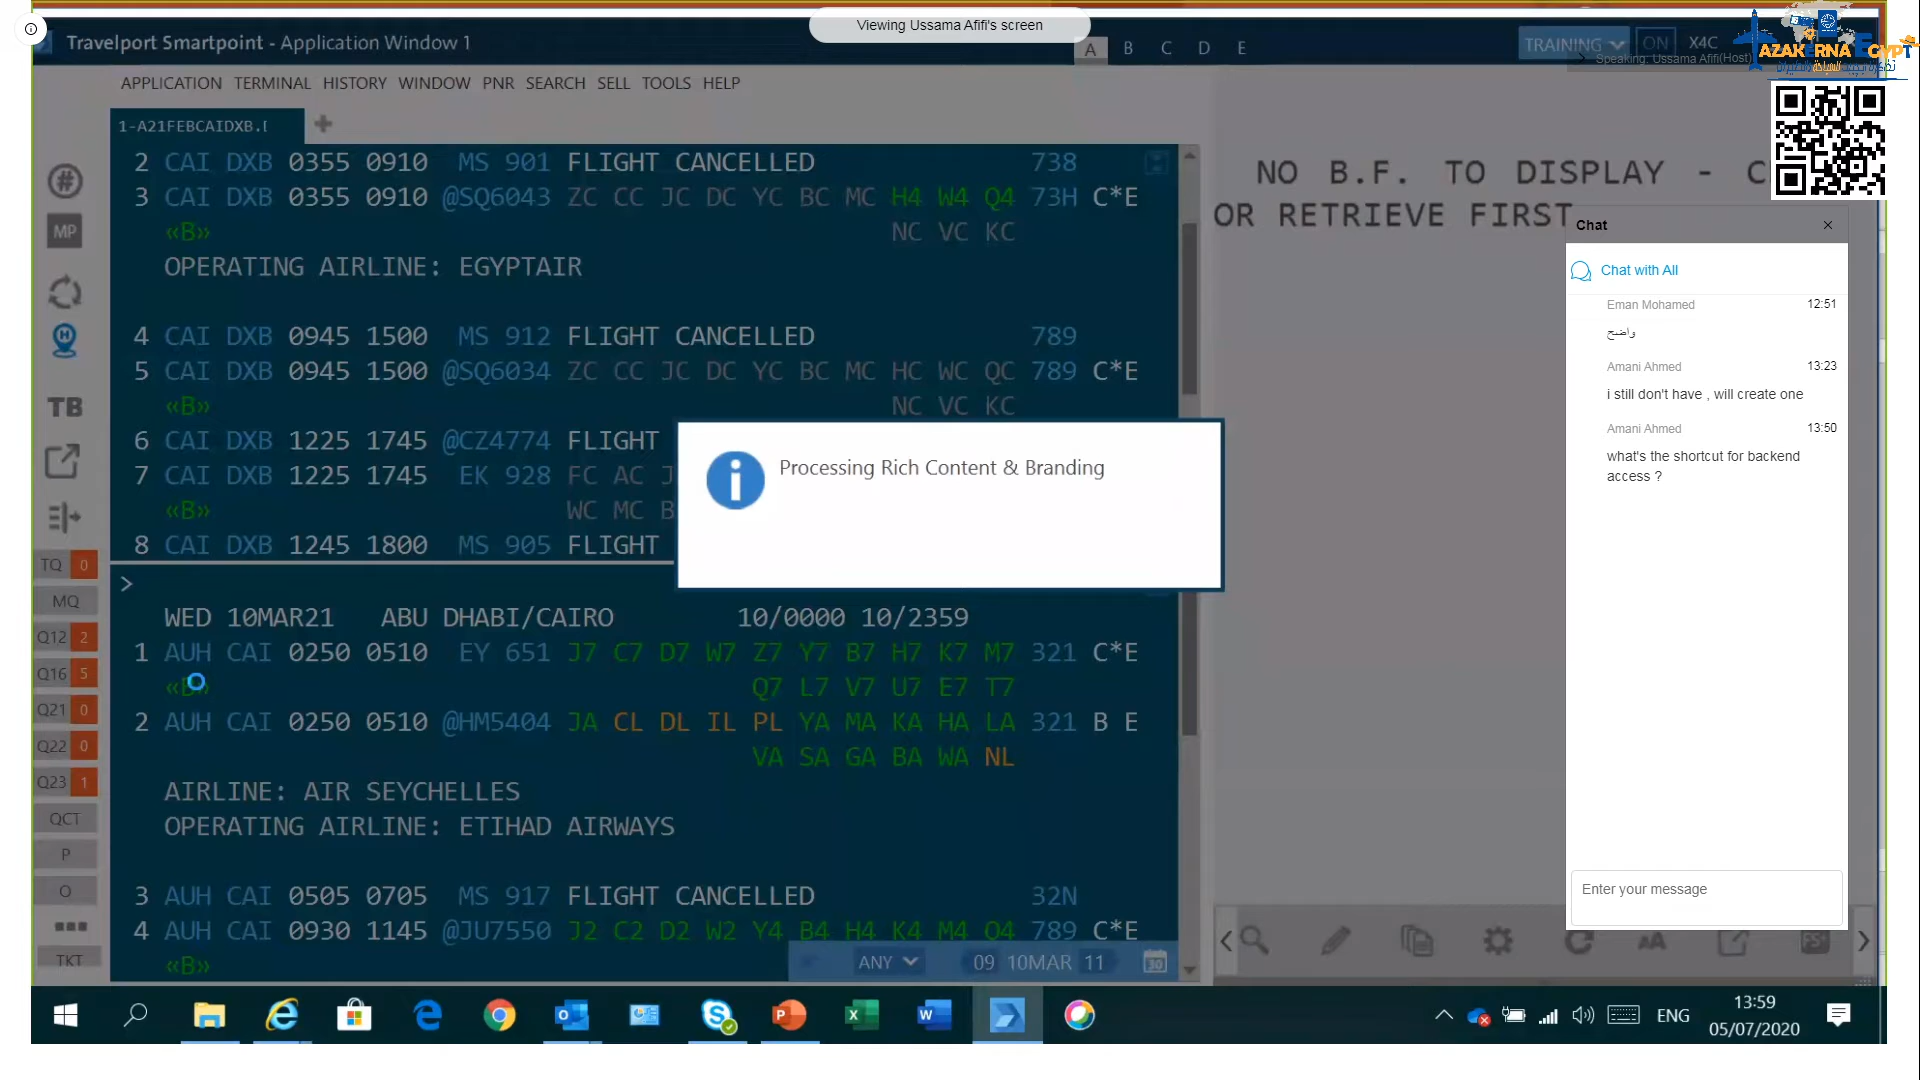 Viewing Ussama Afifi's screen
Travelport Smartpoint - Application Window 1
A B C D E
TRAINING ON X4C
Speaking: Ussama Afifi(Host)
AZAKERNA EGYPT
APPLICATION TERMINAL HISTORY WINDOW PNR SEARCH SELL TOOLS HELP
1-A21FEBCAIDXB.[
2 CAI DXB 0355 0910 MS 901 FLIGHT CANCELLED 738
3 CAI DXB 0355 0910 @SQ6043 ZC CC JC DC YC BC MC H4 W4 Q4 73H C*E
«B» NC VC KC
OPERATING AIRLINE: EGYPTAIR
4 CAI DXB 0945 1500 MS 912 FLIGHT CANCELLED 789
5 CAI DXB 0945 1500 @SQ6034 ZC CC JC DC YC BC MC HC WC QC 789 C*E
«B» NC VC KC
6 CAI DXB 1225 1745 @CZ4774 FLIGHT
7 CAI DXB 1225 1745 EK 928 FC AC J
«B» WC MC B
8 CAI DXB 1245 1800 MS 905 FLIGHT
NO B.F. TO DISPLAY - C
OR RETRIEVE FIRST
Processing Rich Content & Branding
>
WED 10MAR21 ABU DHABI/CAIRO 10/0000 10/2359
1 AUH CAI 0250 0510 EY 651 J7 C7 D7 W7 Z7 Y7 B7 H7 K7 M7 321 C*E
«B» Q7 L7 V7 U7 E7 T7
2 AUH CAI 0250 0510 @HM5404 JA CL DL IL PL YA MA KA HA LA 321 B E
VA SA GA BA WA NL
AIRLINE: AIR SEYCHELLES
OPERATING AIRLINE: ETIHAD AIRWAYS
3 AUH CAI 0505 0705 MS 917 FLIGHT CANCELLED 32N
4 AUH CAI 0930 1145 @JU7550 J2 C2 D2 W2 Y4 B4 H4 K4 M4 Q4 789 C*E
«B»
ANY 09 10MAR 11 30
MP
TB
TQ 0
MQ
Q12 2
Q16 5
Q21 0
Q22 0
Q23 1
QCT
P
O
TKT
Chat
Chat with All
Eman Mohamed 12:51
واضح
Amani Ahmed 13:23
i still don't have , will create one
Amani Ahmed 13:50
what's the shortcut for backend
access ?
Enter your message
ENG
13:59
05/07/2020